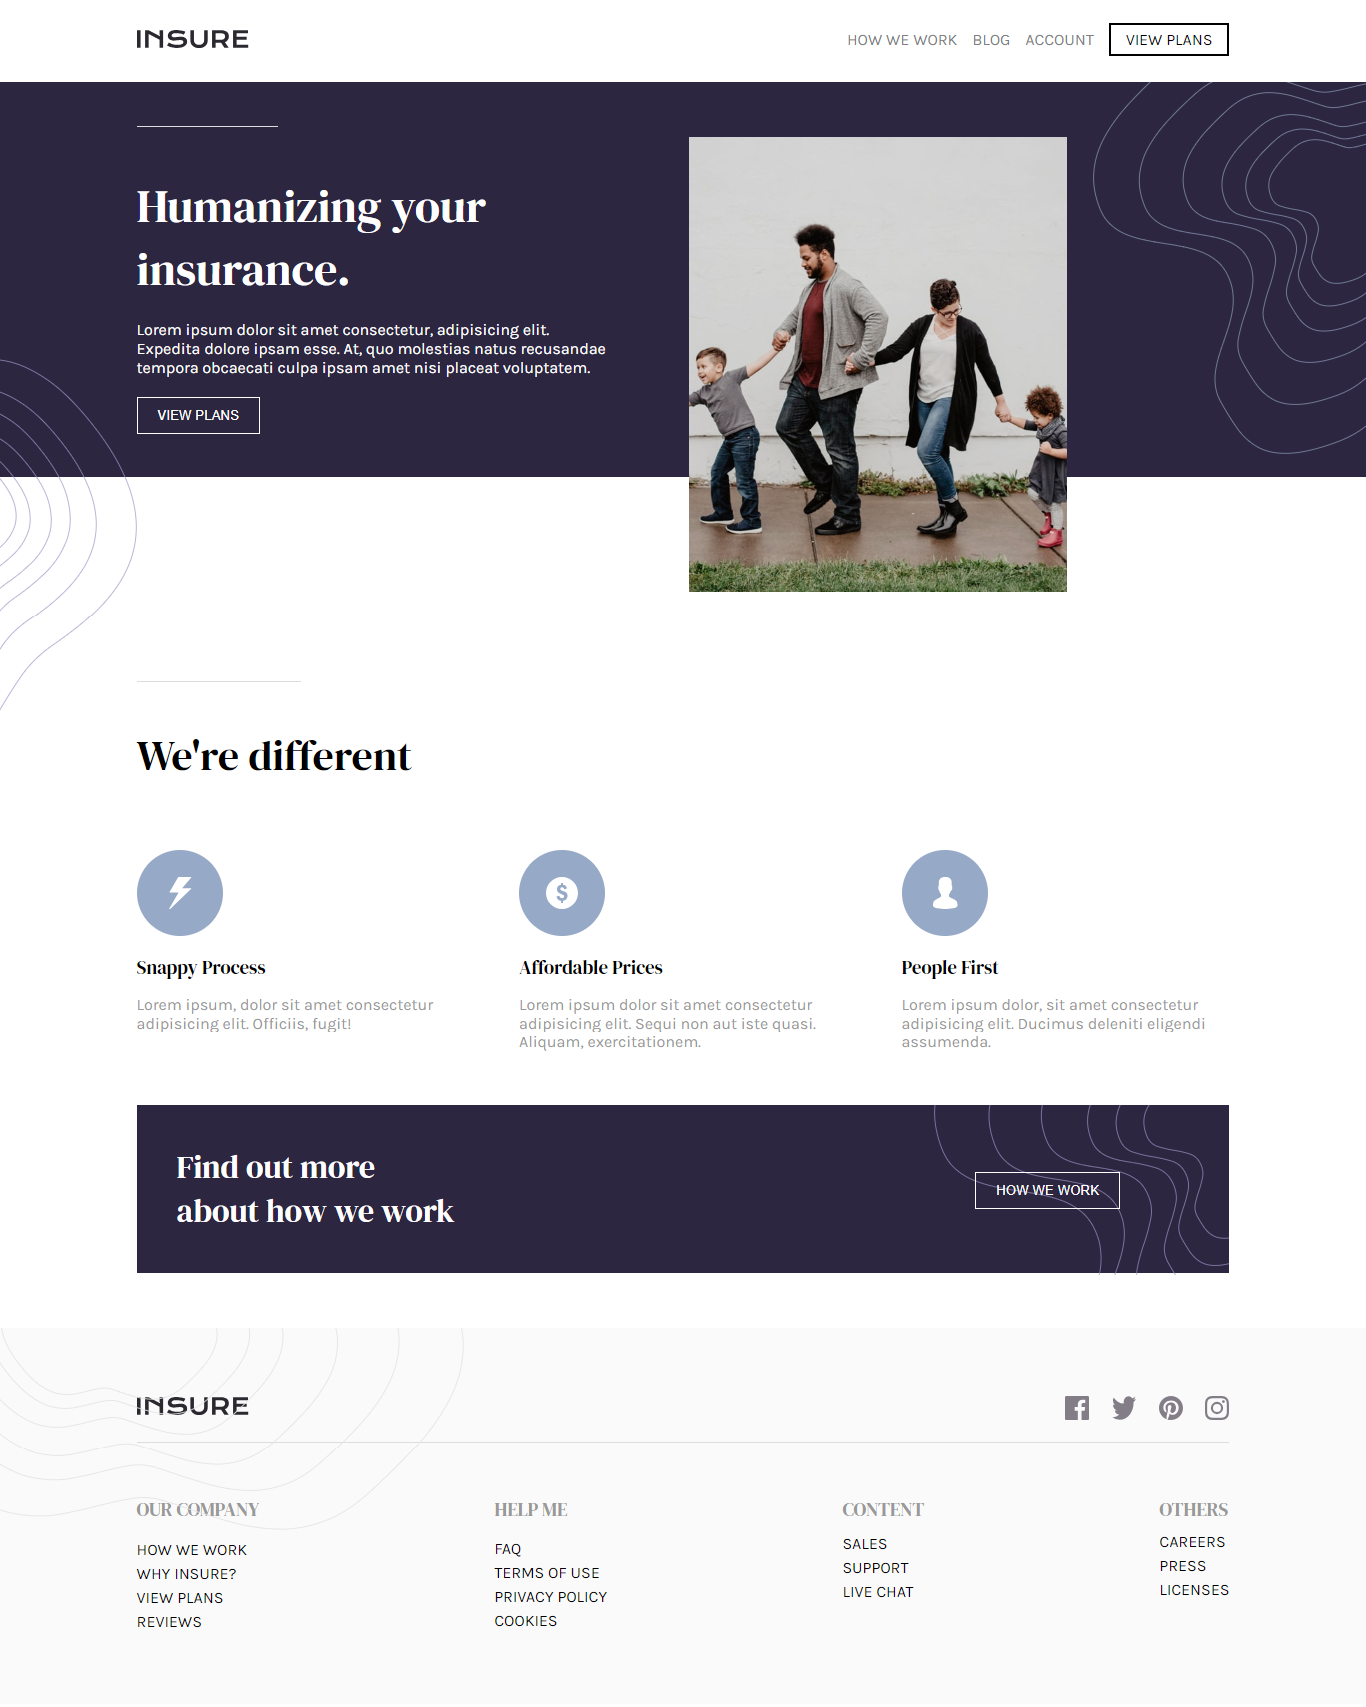 INSURE
HOW WE WORK BLOG ACCOUNT VIEW PLANS
Humanizing your
insurance.
Lorem ipsum dolor sit amet consectetur, adipisicing elit.
Expedita dolore ipsam esse. At, quo molestias natus recusandae
tempora obcaecati culpa ipsam amet nisi placeat voluptatem.
VIEW PLANS
We're different
Snappy Process
Lorem ipsum, dolor sit amet consectetur
adipisicing elit. Officiis, fugit!
Affordable Prices
Lorem ipsum dolor sit amet consectetur
adipisicing elit. Sequi non aut iste quasi.
Aliquam, exercitationem.
People First
Lorem ipsum dolor, sit amet consectetur
adipisicing elit. Ducimus deleniti eligendi
assumenda.
Find out more
about how we work
HOW WE WORK
INSURE
OUR COMPANY
HOW WE WORK
WHY INSURE?
VIEW PLANS
REVIEWS
HELP ME
FAQ
TERMS OF USE
PRIVACY POLICY
COOKIES
CONTENT
SALES
SUPPORT
LIVE CHAT
OTHERS
CAREERS
PRESS
LICENSES